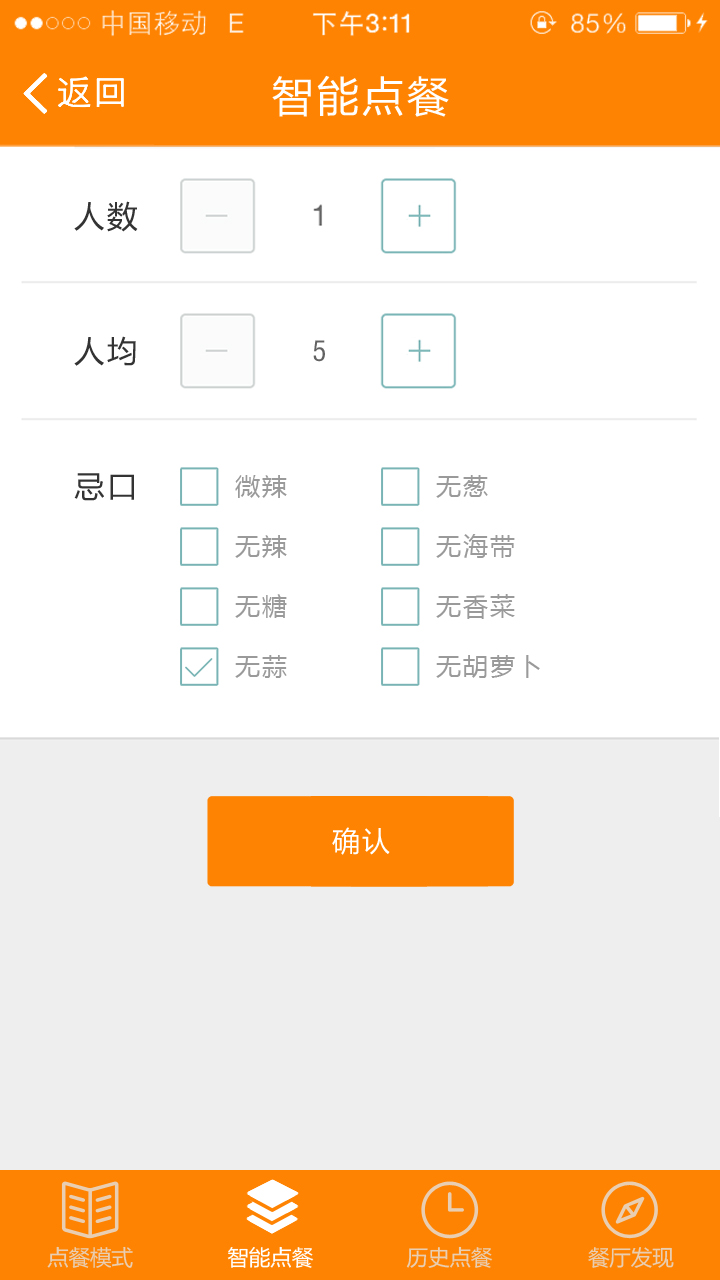 中国移动 E 下午3:11 85%
返回 智能点餐
人数 1
人均 5
忌口 微辣 无葱
无辣 无海带
无糖 无香菜
无蒜 无胡萝卜
确认
点餐模式 智能点餐 历史点餐 餐厅发现